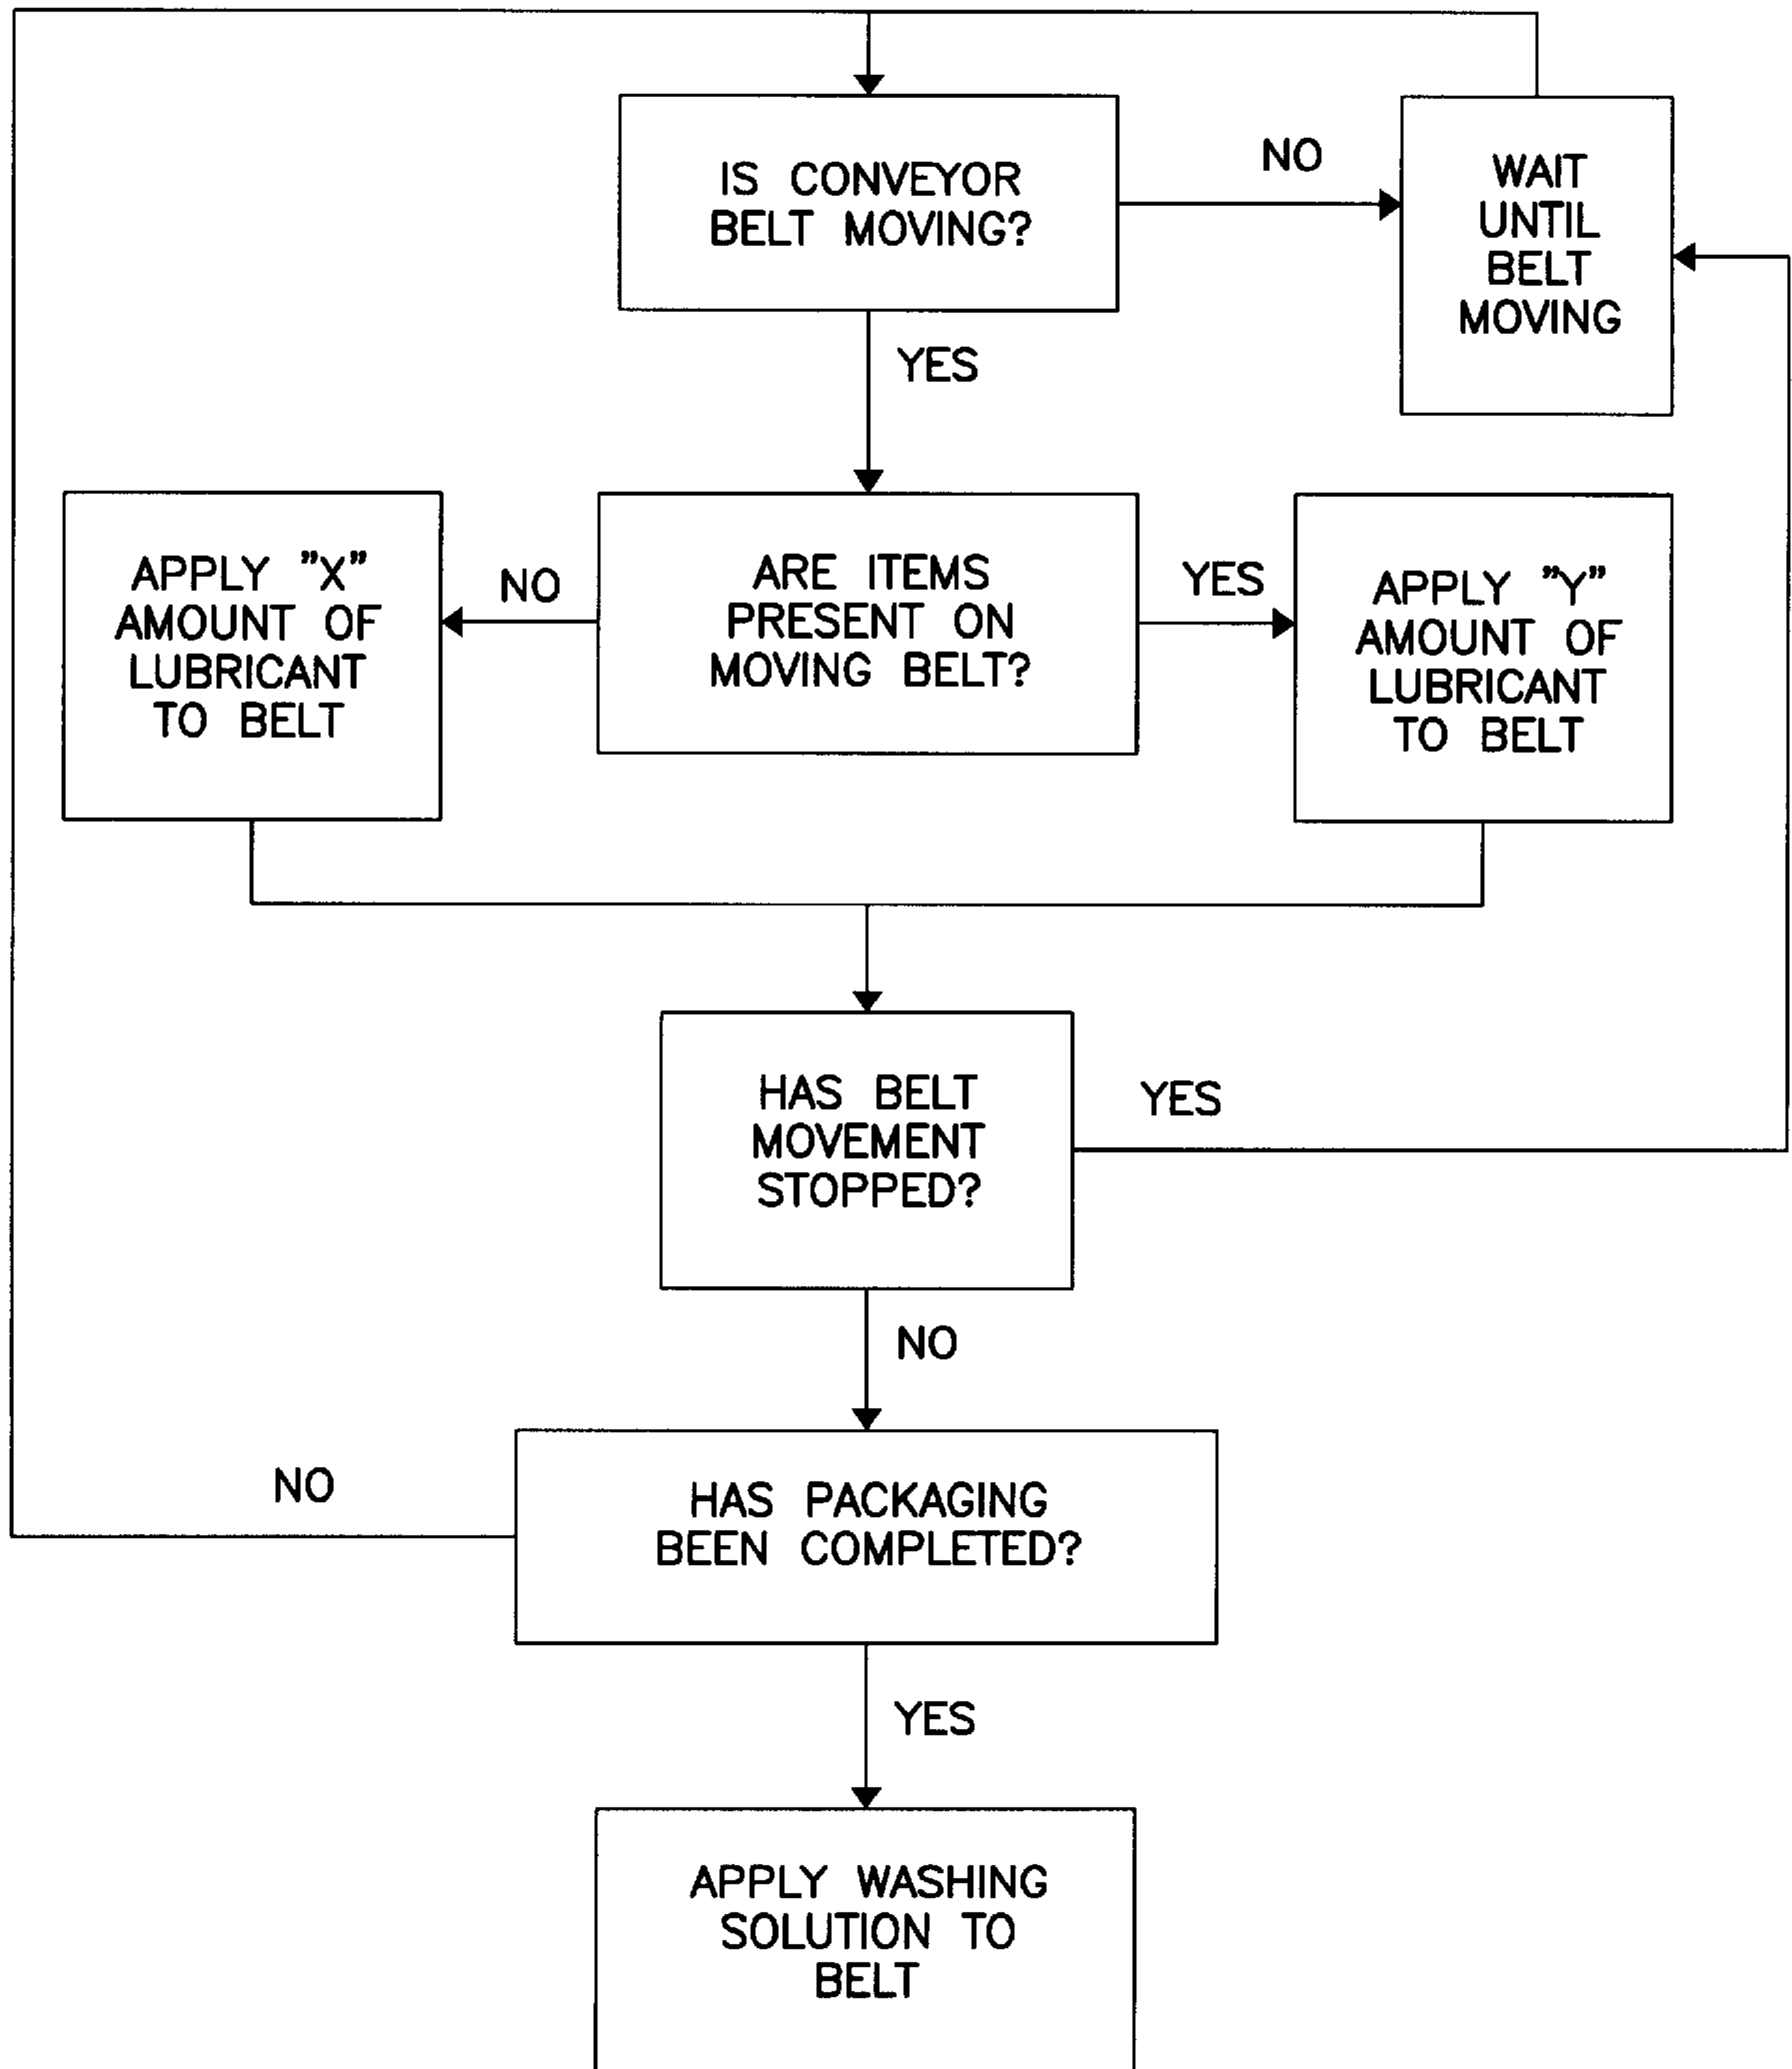 IS CONVEYOR
BELT MOVING?
NO
WAIT
UNTIL
BELT
MOVING
YES
APPLY "X"
AMOUNT OF
LUBRICANT
TO BELT
NO
ARE ITEMS
PRESENT ON
MOVING BELT?
YES
APPLY "Y"
AMOUNT OF
LUBRICANT
TO BELT
HAS BELT
MOVEMENT
STOPPED?
YES
NO
NO
HAS PACKAGING
BEEN COMPLETED?
YES
APPLY WASHING
SOLUTION TO
BELT